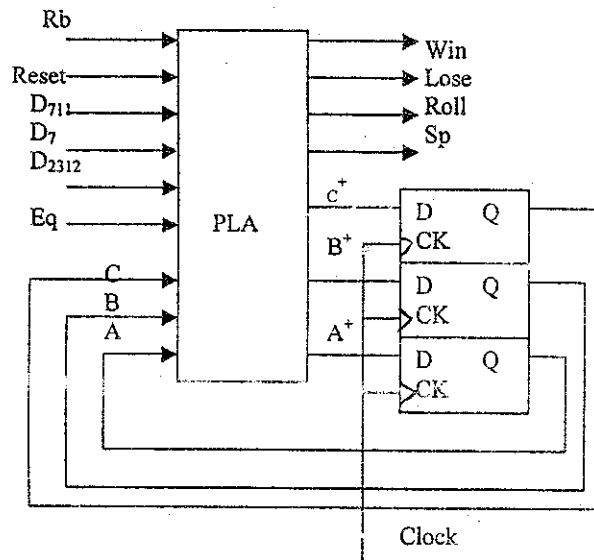 Rb
Reset
D₇₁₁
D₇
D₂₃₁₂
Eq
C
B
A
PLA
Win
Lose
Roll
Sp
C⁺
B⁺
A⁺
D Q
CK
D Q
CK
D Q
CK
Clock